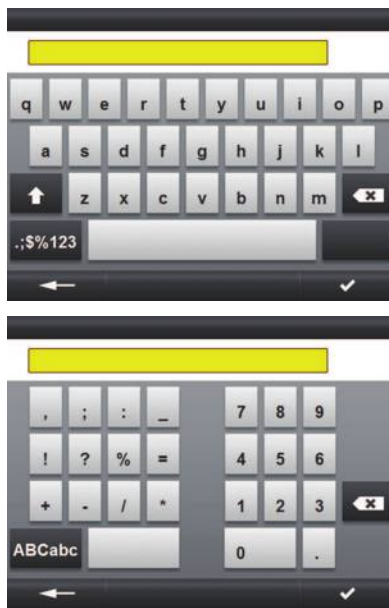 q w e r t y u i o p
a s d f g h j k l
z x c v b n m
.;$%123
, ; : _ 7 8 9
! ? % = 4 5 6
+ - / * 1 2 3
ABCabc 0 .